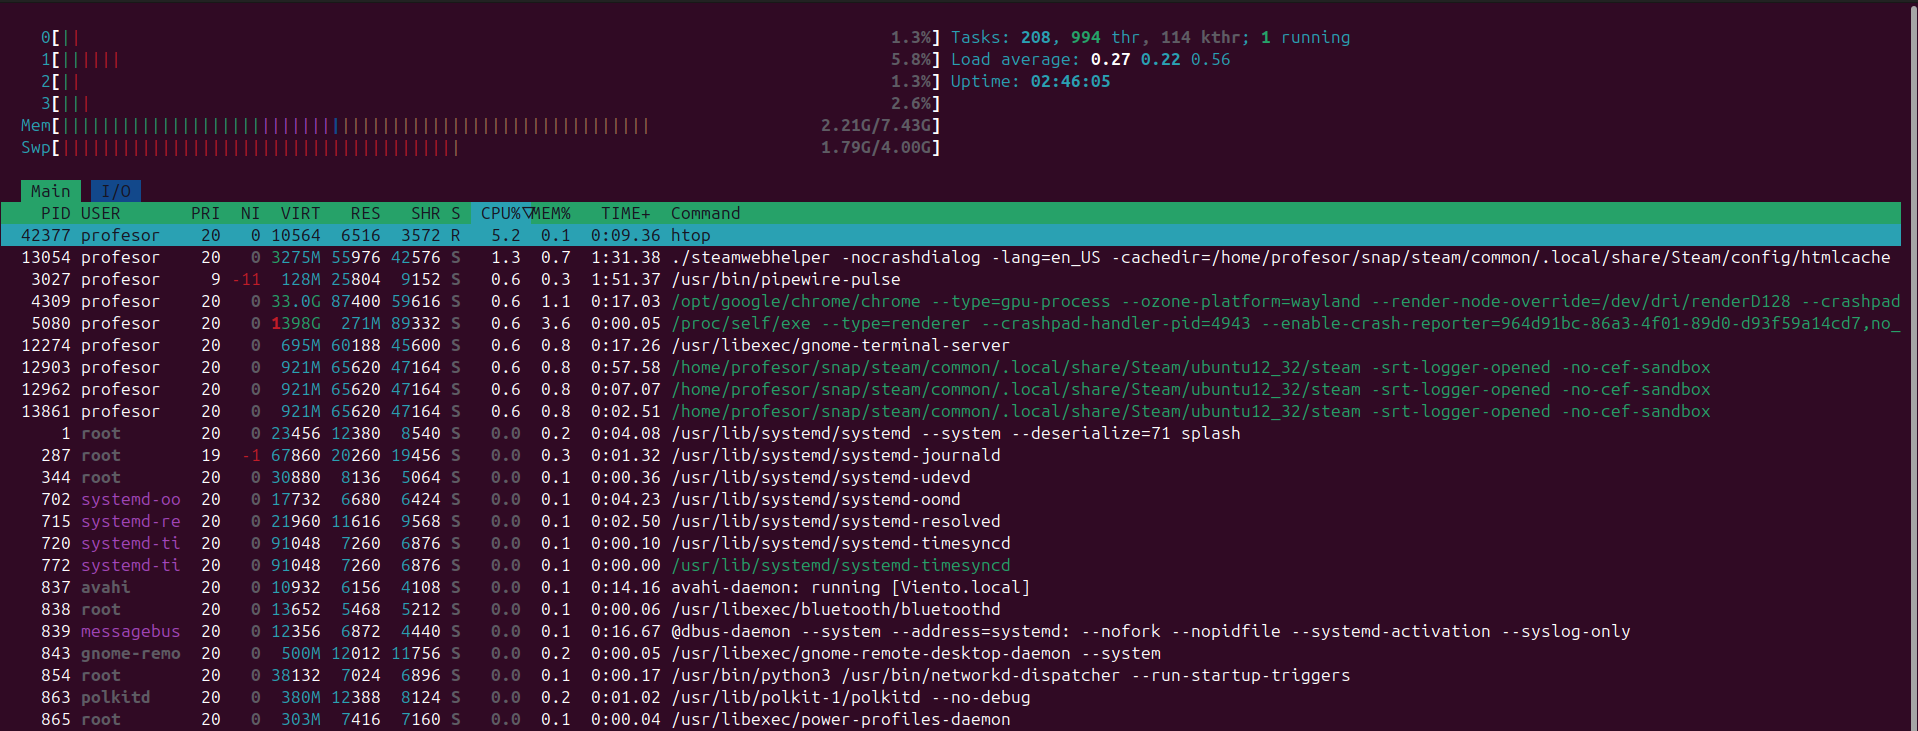 0[|| 1.3%] Tasks: 208, 994 thr, 114 kthr; 1 running
1[|||||| 5.8%] Load average: 0.27 0.22 0.56
2[|| 1.3%] Uptime: 02:46:05
3[||| 2.6%]
Mem[||||||||||||||||||||||||||||||||||||||||||||||||||||||||||| 2.21G/7.43G]
Swp[|||||||||||||||||||||||||||||||||||||||| 1.79G/4.00G]
Main I/O
PID USER PRI NI VIRT RES SHR S CPU%▽MEM% TIME+ Command
42377 profesor 20 0 10564 6516 3572 R 5.2 0.1 0:09.36 htop
13054 profesor 20 0 3275M 55976 42576 S 1.3 0.7 1:31.38 ./steamwebhelper -nocrashdialog -lang=en_US -cachedir=/home/profesor/snap/steam/common/.local/share/Steam/config/htmlcache
3027 profesor 9 -11 128M 25804 9152 S 0.6 0.3 1:51.37 /usr/bin/pipewire-pulse
4309 profesor 20 0 33.0G 87400 59616 S 0.6 1.1 0:17.03 /opt/google/chrome/chrome --type=gpu-process --ozone-platform=wayland --render-node-override=/dev/dri/renderD128 --crashpad
5080 profesor 20 0 1398G 271M 89332 S 0.6 3.6 0:00.05 /proc/self/exe --type=renderer --crashpad-handler-pid=4943 --enable-crash-reporter=964d91bc-86a3-4f01-89d0-d93f59a14cd7,no_
12274 profesor 20 0 695M 60188 45600 S 0.6 0.8 0:17.26 /usr/libexec/gnome-terminal-server
12903 profesor 20 0 921M 65620 47164 S 0.6 0.8 0:57.58 /home/profesor/snap/steam/common/.local/share/Steam/ubuntu12_32/steam -srt-logger-opened -no-cef-sandbox
12962 profesor 20 0 921M 65620 47164 S 0.6 0.8 0:07.07 /home/profesor/snap/steam/common/.local/share/Steam/ubuntu12_32/steam -srt-logger-opened -no-cef-sandbox
13861 profesor 20 0 921M 65620 47164 S 0.6 0.8 0:02.51 /home/profesor/snap/steam/common/.local/share/Steam/ubuntu12_32/steam -srt-logger-opened -no-cef-sandbox
1 root 20 0 23456 12380 8540 S 0.0 0.2 0:04.08 /usr/lib/systemd/systemd --system --deserialize=71 splash
287 root 19 -1 67860 20260 19456 S 0.0 0.3 0:01.32 /usr/lib/systemd/systemd-journald
344 root 20 0 30880 8136 5064 S 0.0 0.1 0:00.36 /usr/lib/systemd/systemd-udevd
702 systemd-oo 20 0 17732 6680 6424 S 0.0 0.1 0:04.23 /usr/lib/systemd/systemd-oomd
715 systemd-re 20 0 21960 11616 9568 S 0.0 0.1 0:02.50 /usr/lib/systemd/systemd-resolved
720 systemd-ti 20 0 91048 7260 6876 S 0.0 0.1 0:00.10 /usr/lib/systemd/systemd-timesyncd
772 systemd-ti 20 0 91048 7260 6876 S 0.0 0.1 0:00.00 /usr/lib/systemd/systemd-timesyncd
837 avahi 20 0 10932 6156 4108 S 0.0 0.1 0:14.16 avahi-daemon: running [Viento.local]
838 root 20 0 13652 5468 5212 S 0.0 0.1 0:00.06 /usr/libexec/bluetooth/bluetoothd
839 messagebus 20 0 12356 6872 4440 S 0.0 0.1 0:16.67 @dbus-daemon --system --address=systemd: --nofork --nopidfile --systemd-activation --syslog-only
843 gnome-remo 20 0 500M 12012 11756 S 0.0 0.2 0:00.05 /usr/libexec/gnome-remote-desktop-daemon --system
854 root 20 0 38132 7024 6896 S 0.0 0.1 0:00.17 /usr/bin/python3 /usr/bin/networkd-dispatcher --run-startup-triggers
863 polkitd 20 0 380M 12388 8124 S 0.0 0.2 0:01.02 /usr/lib/polkit-1/polkitd --no-debug
865 root 20 0 303M 7416 7160 S 0.0 0.1 0:00.04 /usr/libexec/power-profiles-daemon